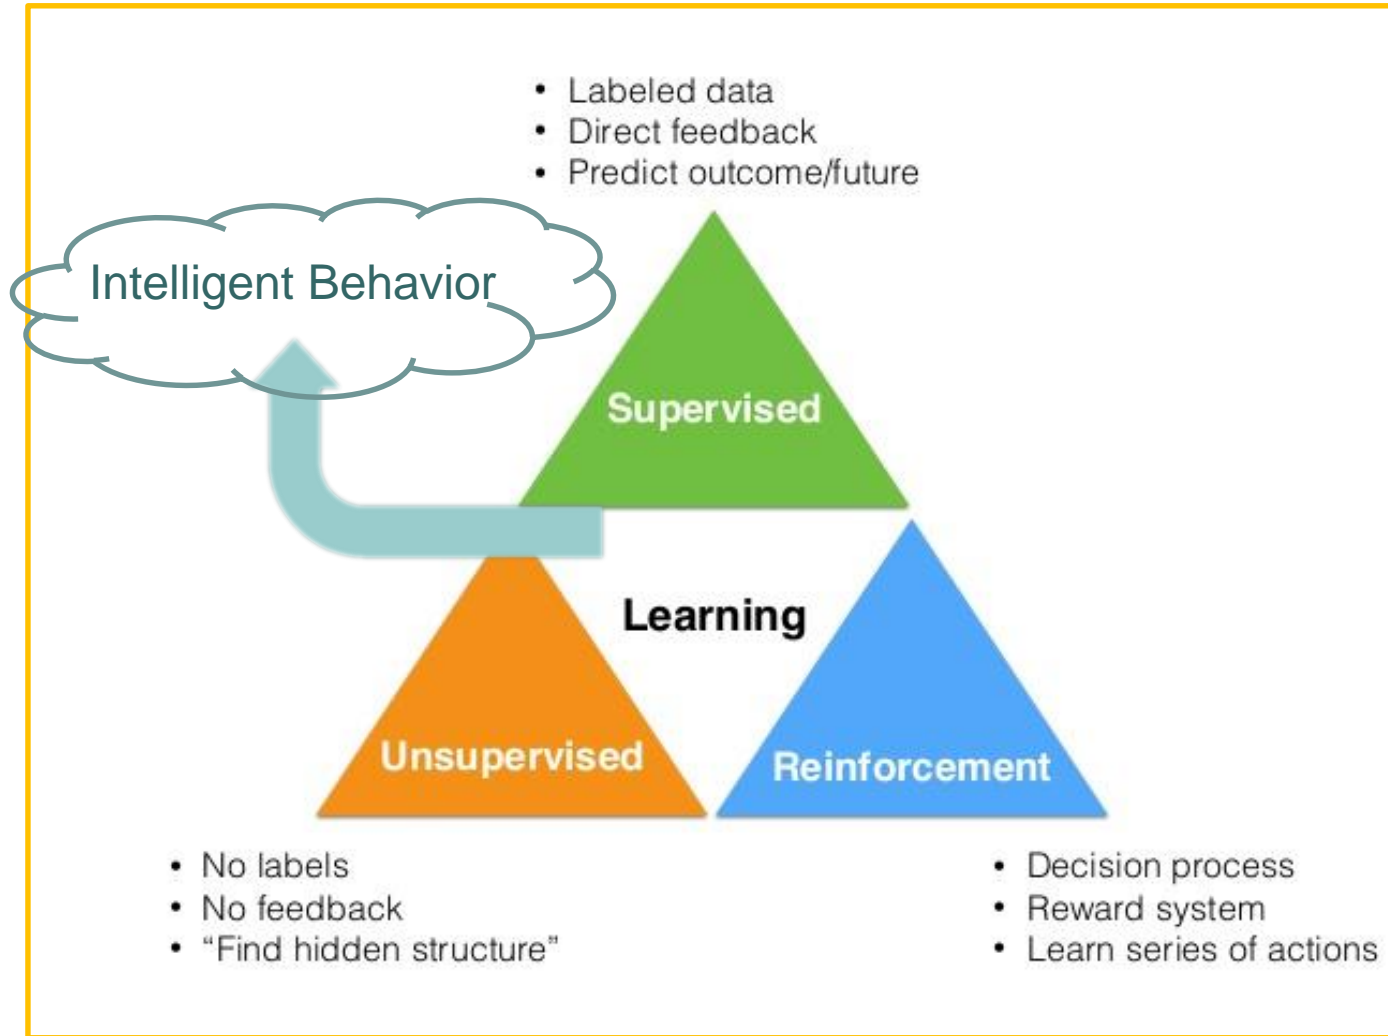 • Labeled data
• Direct feedback
• Predict outcome/future
Intelligent Behavior
Supervised
Learning
Unsupervised
Reinforcement
• No labels
• No feedback
• “Find hidden structure”
• Decision process
• Reward system
• Learn series of actions